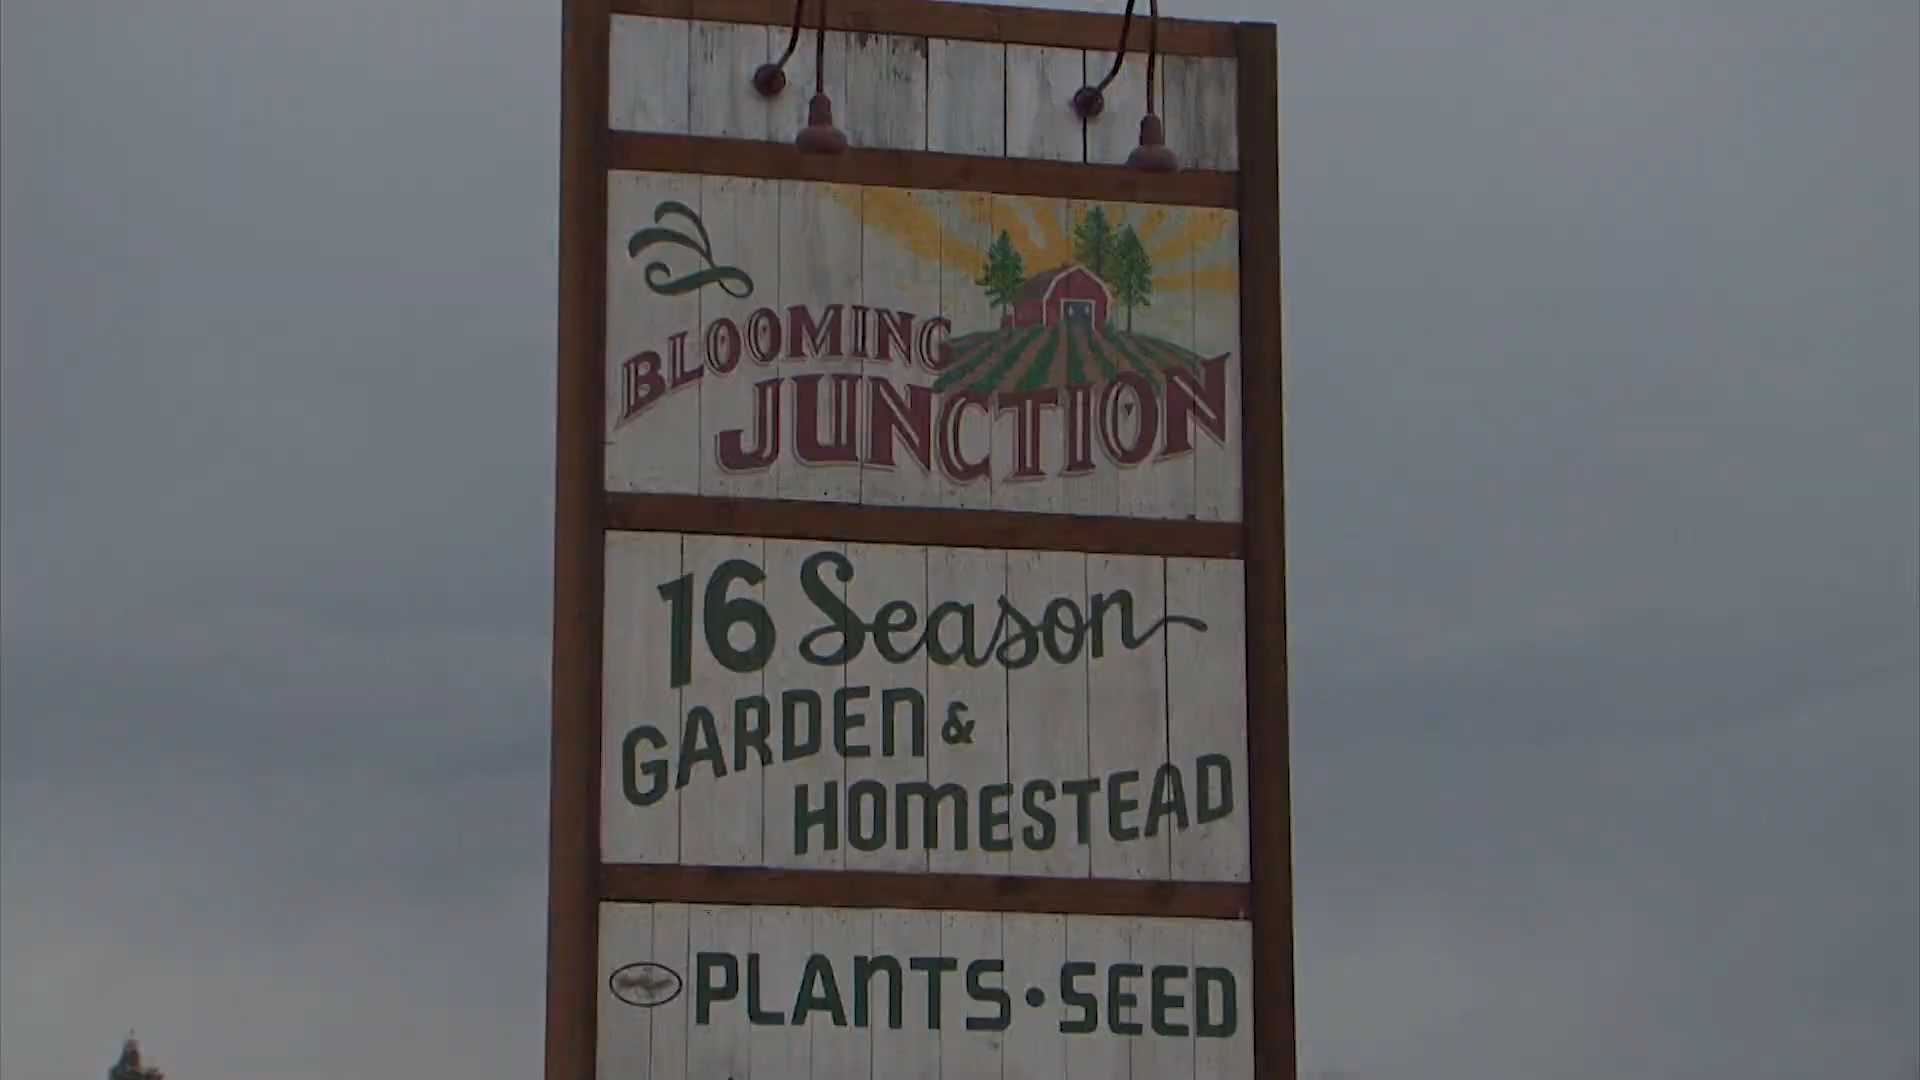 BLOOMING
JUNCTION
16 Season
GARDEN &
HOMESTEAD
PLANTS • SEED